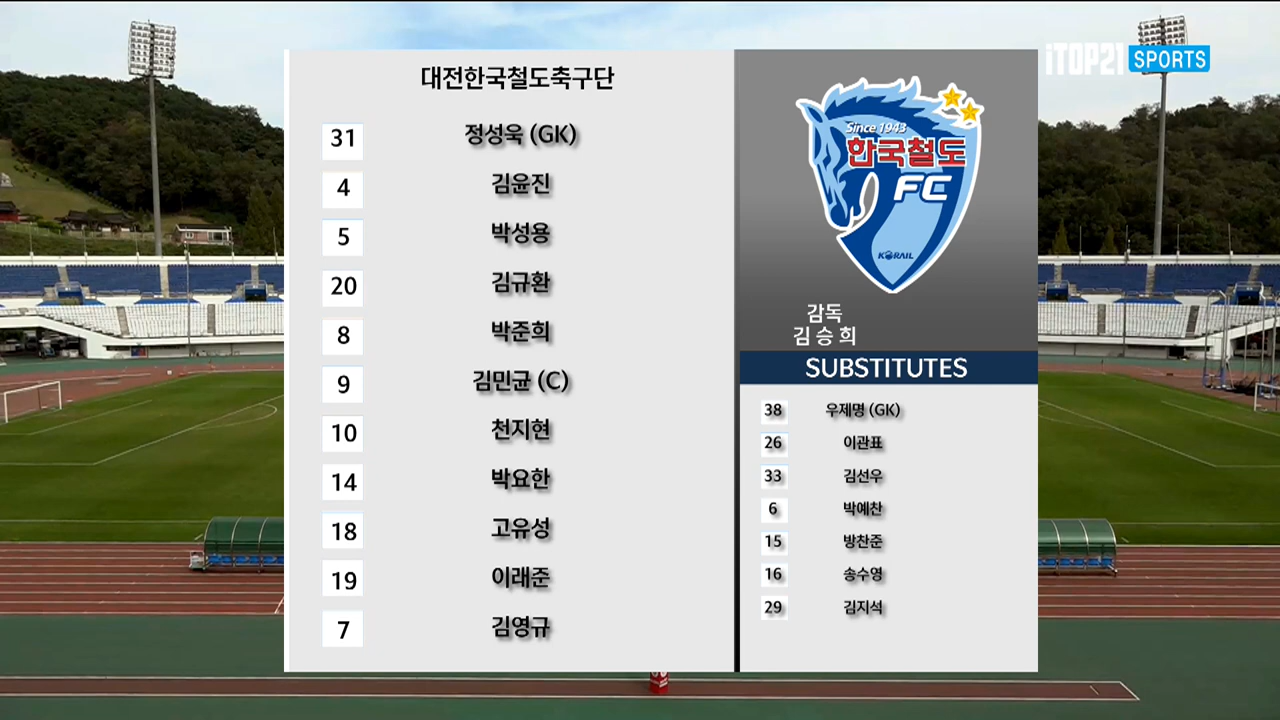 iTOP21 SPORTS
대전한국철도축구단
31 정성욱 (GK)
4 김윤진
5 박성용
20 김규환
8 박준희
9 김민균 (C)
10 천지현
14 박요한
18 고유성
19 이래준
7 김영규
Since 1943
한국철도
FC
KORAIL
감독
김 승 희
SUBSTITUTES
38 우제명 (GK)
26 이관표
33 김선우
6 박예찬
15 방찬준
16 송수영
29 김지석